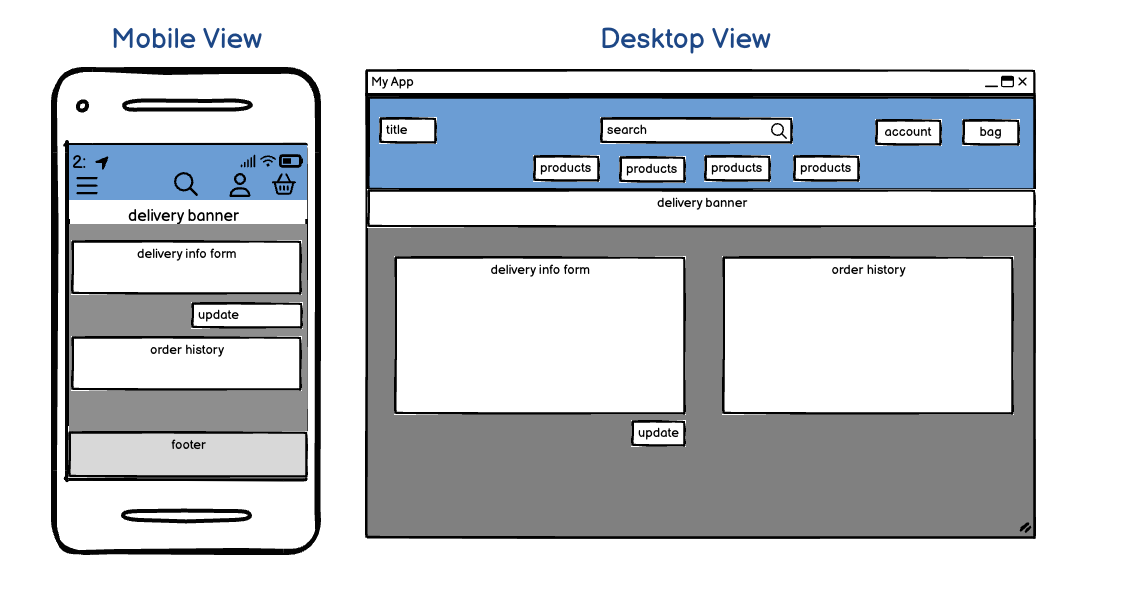 Mobile View
2:
delivery banner
delivery info form
update
order history
footer
Desktop View
My App
title
search
account
bag
products
products
products
products
delivery banner
delivery info form
order history
update